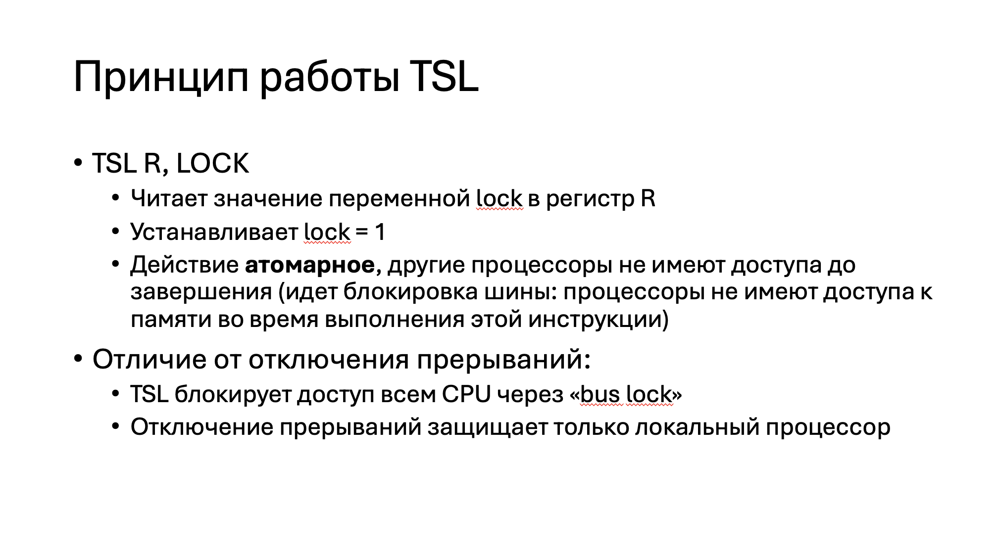 Принцип работы TSL
• TSL R, LOCK
• Читает значение переменной lock в регистр R
• Устанавливает lock = 1
• Действие атомарное, другие процессоры не имеют доступа до
завершения (идет блокировка шины: процессоры не имеют доступа к
памяти во время выполнения этой инструкции)
• Отличие от отключения прерываний:
• TSL блокирует доступ всем CPU через «bus lock»
• Отключение прерываний защищает только локальный процессор